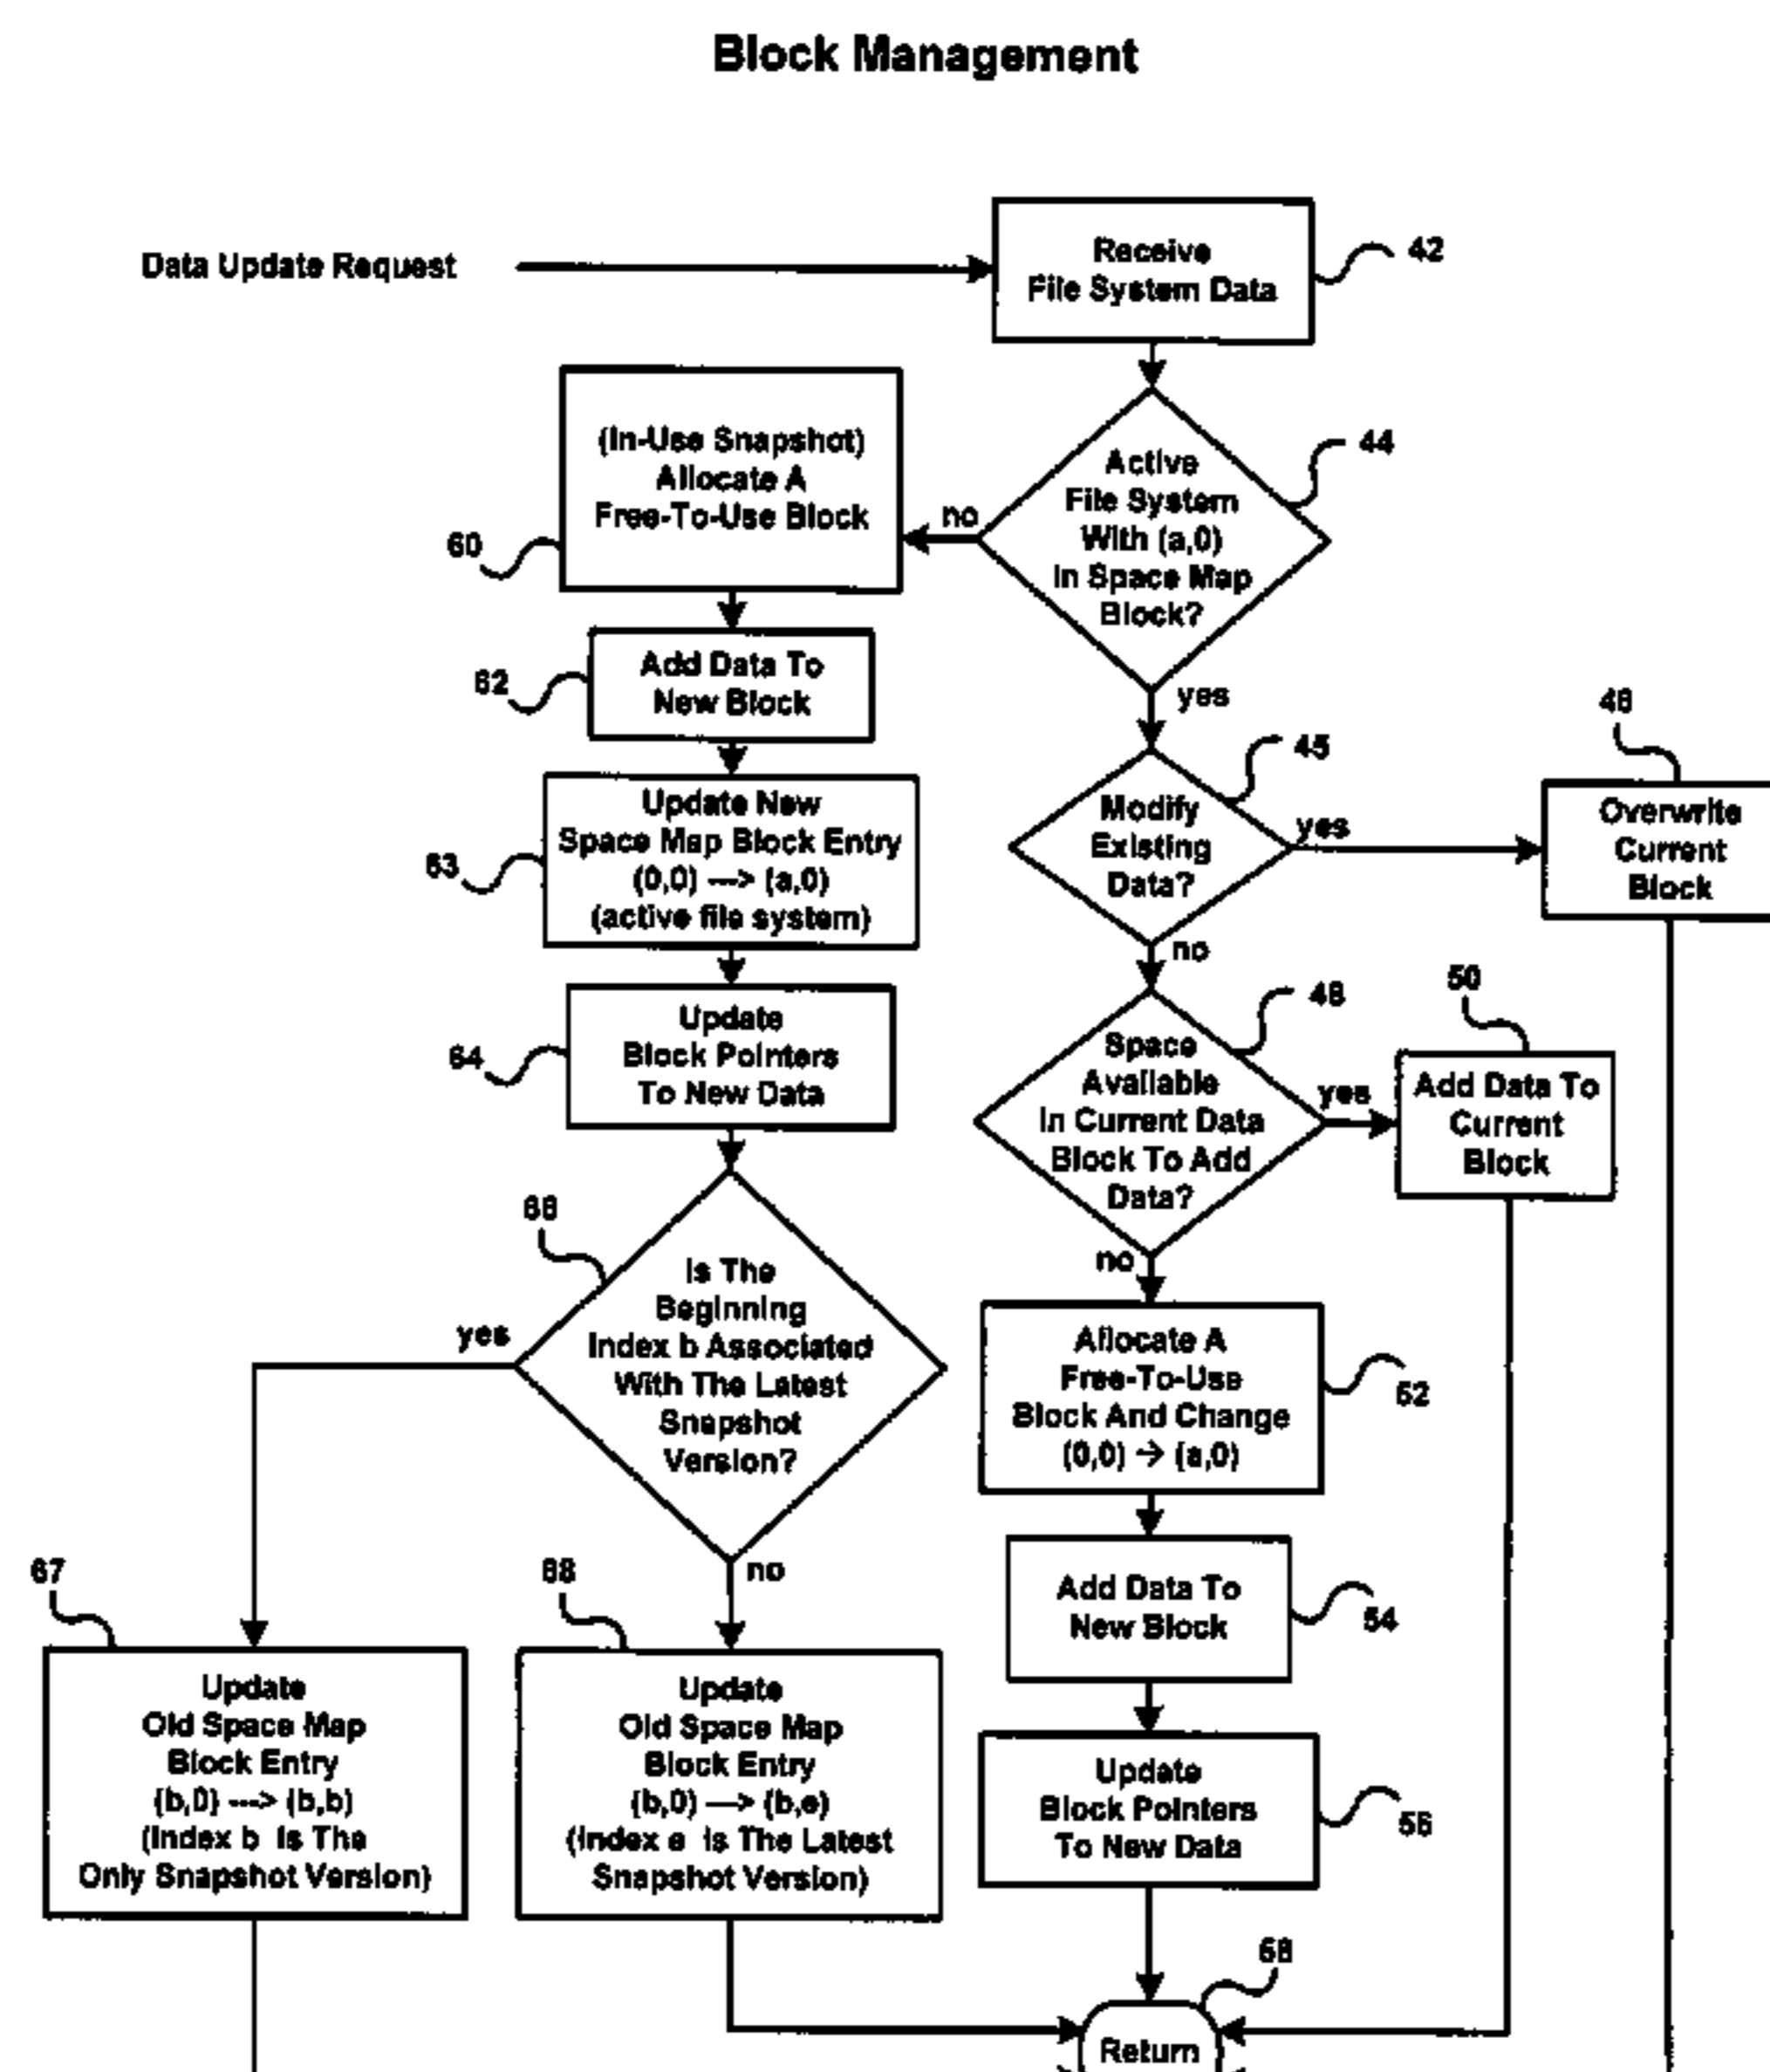 Block Management
Data Update Request
Receive
File System Data
42
Active
File System
With (a,0)
In Space Map
Block?
44
no
yes
(In-Use Snapshot)
Allocate A
Free-To-Use Block
60
Add Data To
New Block
62
Update New
Space Map Block Entry
(0,0) ---> (a,0)
(active file system)
63
Update
Block Pointers
To New Data
64
Is The
Beginning
Index b Associated
With The Latest
Snapshot
Version?
66
yes
no
Update
Old Space Map
Block Entry
(b,0) ---> (b,b)
(Index b Is The
Only Snapshot Version)
67
Update
Old Space Map
Block Entry
(b,0) ---> (b,e)
(Index e Is The Latest
Snapshot Version)
68
Modify
Existing
Data?
45
yes
no
Overwrite
Current
Block
46
Space
Available
In Current Data
Block To Add
Data?
48
yes
no
Add Data To
Current
Block
50
Allocate A
Free-To-Use
Block And Change
(0,0) → (a,0)
52
Add Data To
New Block
54
Update
Block Pointers
To New Data
56
Return
58